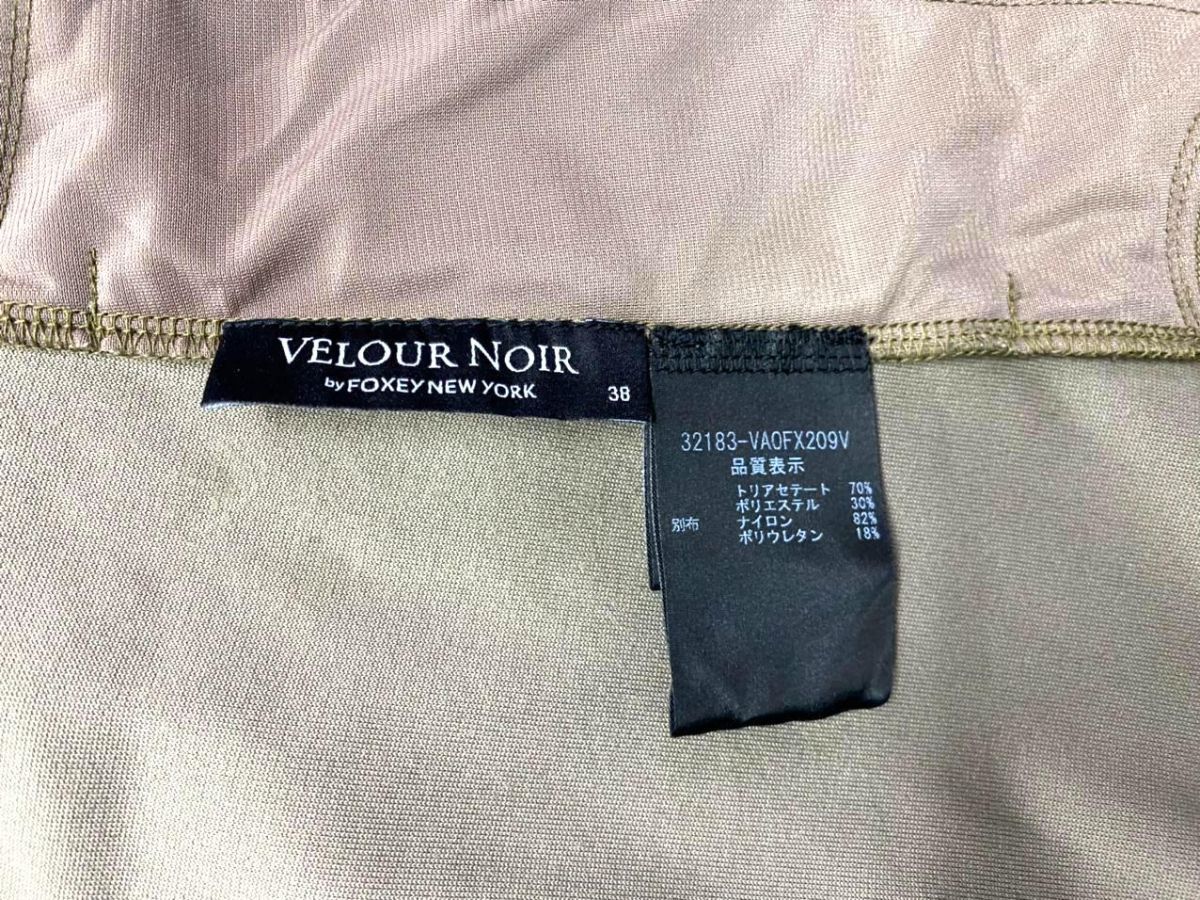 VELOUR NOIR
by FOXEY NEW YORK
38
32183-VA0FX209V
品質表示
トリアセテート 70%
ポリエステル 30%
別布 ナイロン 82%
ポリウレタン 18%